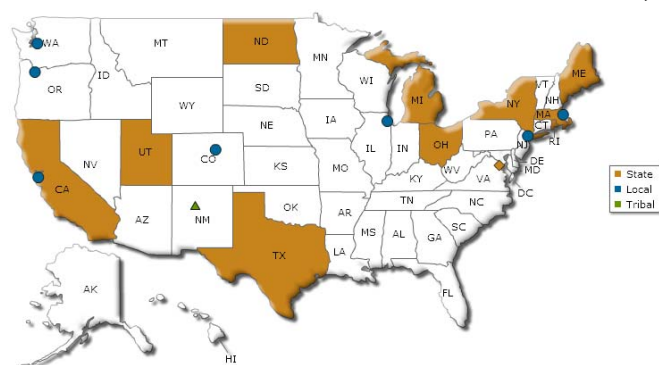 WA
MT
ND
MN
VT
ME
NH
OR
ID
SD
WI
MI
NY
MA
CT
RI
WY
IA
PA
NJ
NE
NV
UT
CO
IL
IN
OH
DE
MD
WV
VA
DC
CA
KS
MO
KY
NC
TN
AZ
NM
OK
AR
SC
TX
LA
MS
AL
GA
FL
AK
HI
State
Local
Tribal